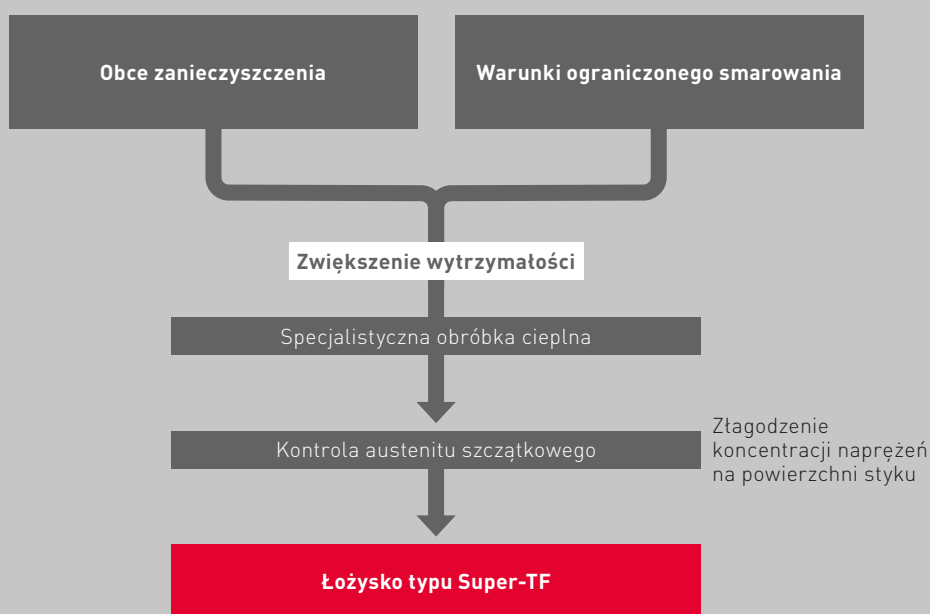 Obce zanieczyszczenia
Warunki ograniczonego smarowania
Zwiększenie wytrzymałości
Specjalistyczna obróbka cieplna
Kontrola austenitu szczątkowego
Złagodzenie
koncentracji naprężeń
na powierzchni styku
Łożysko typu Super-TF